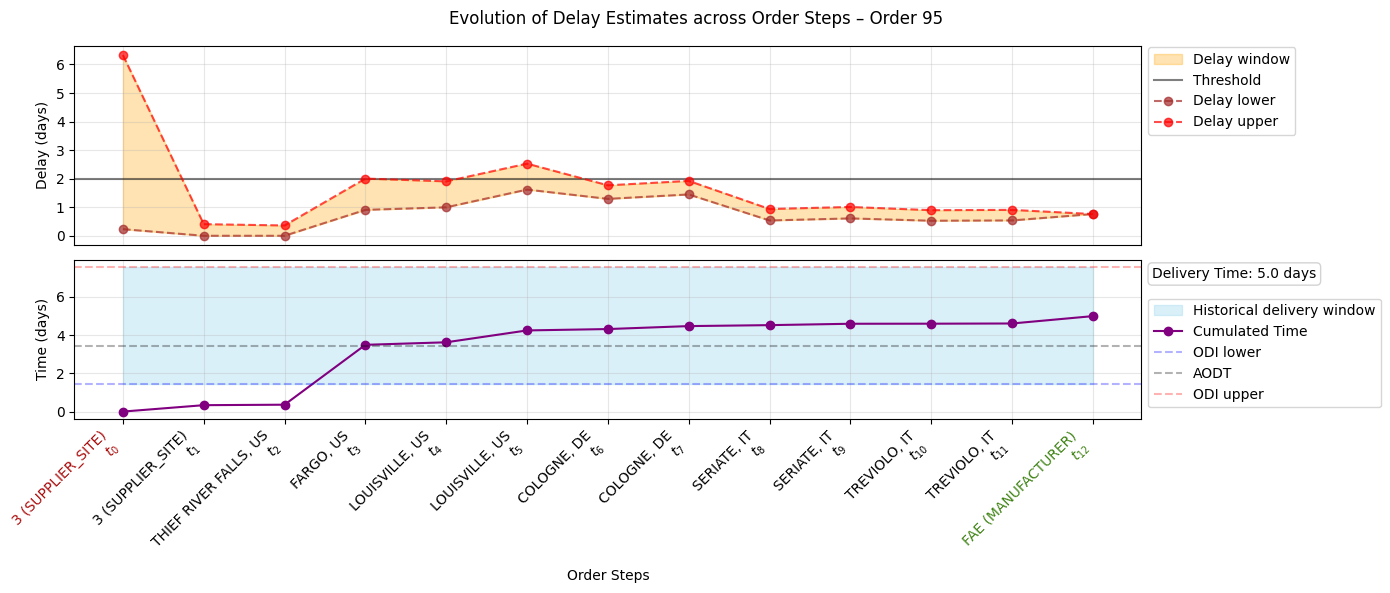 Evolution of Delay Estimates across Order Steps – Order 95
Delay (days)
6
5
4
3
2
1
0
Delay window
Threshold
Delay lower
Delay upper
Time (days)
6
4
2
0
Delivery Time: 5.0 days
Historical delivery window
Cumulated Time
ODI lower
AODT
ODI upper
3 (SUPPLIER_SITE)
t0
3 (SUPPLIER_SITE)
t1
THIEF RIVER FALLS, US
t2
FARGO, US
t3
LOUISVILLE, US
t4
LOUISVILLE, US
t5
COLOGNE, DE
t6
COLOGNE, DE
t7
SERIATE, IT
t8
SERIATE, IT
t9
TREVIOLO, IT
t10
TREVIOLO, IT
t11
FAE (MANUFACTURER)
t12
Order Steps